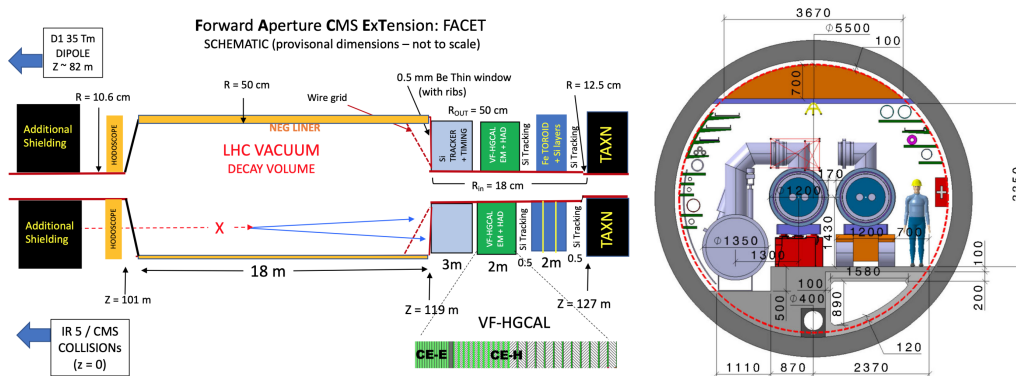 Forward Aperture CMS ExTension: FACET
SCHEMATIC (provisonal dimensions – not to scale)
D1 35 Tm
DIPOLE
Z ~ 82 m
R = 10.6 cm
R = 50 cm
0.5 mm Be Thin window
(with ribs)
R = 12.5 cm
Wire grid
ROUT = 50 cm
Additional
Shielding
HODOSCOPE
NEG LINER
LHC VACUUM
DECAY VOLUME
Si
TRACKER
+ TIMING
VF-HGCAL
EM + HAD
Si Tracking
Fe TOROID
+ Si layers
Si Tracking
TAXN
Rin = 18 cm
Additional
Shielding
HODOSCOPE
X
VF-HGCAL
EM + HAD
Si Tracking
Si Tracking
TAXN
18 m
3m
2m
0.5
2m
0.5
Z = 101 m
Z = 119 m
Z = 127 m
IR 5 / CMS
COLLISIONS
(z = 0)
VF-HGCAL
CE-E
CE-H
3670
Φ5500
100
700
170
Φ1200
1430
Φ1350
1300
1200
700
1580
100
200
500
100
Φ400
890
120
1110
870
2370